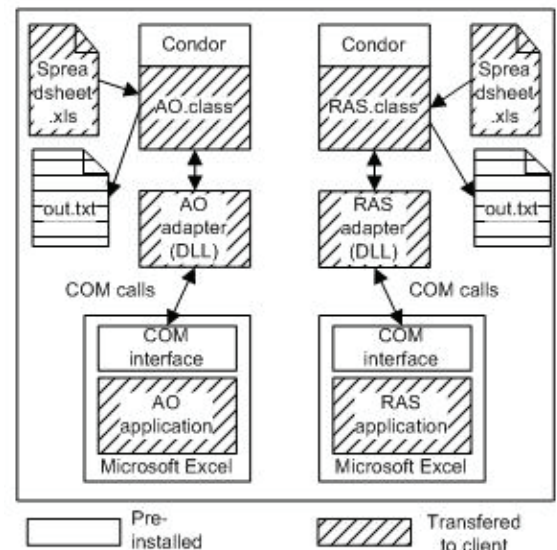 Condor
Condor
Sprea
dsheet
.xls
AO.class
RAS.class
Sprea
dsheet
.xls
out.txt
out.txt
AO
adapter
(DLL)
RAS
adapter
(DLL)
COM calls
COM calls
COM
interface
COM
interface
AO
application
RAS
application
Microsoft Excel
Microsoft Excel
Pre-
installed
Transfered
to client